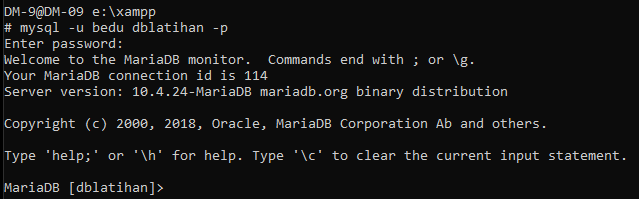 DM-9@DM-09 e:\xampp
# mysql -u bedu dblatihan -p
Enter password:
Welcome to the MariaDB monitor.  Commands end with ; or \g.
Your MariaDB connection id is 114
Server version: 10.4.24-MariaDB mariadb.org binary distribution
Copyright (c) 2000, 2018, Oracle, MariaDB Corporation Ab and others.
Type 'help;' or '\h' for help. Type '\c' to clear the current input statement.
MariaDB [dblatihan]>